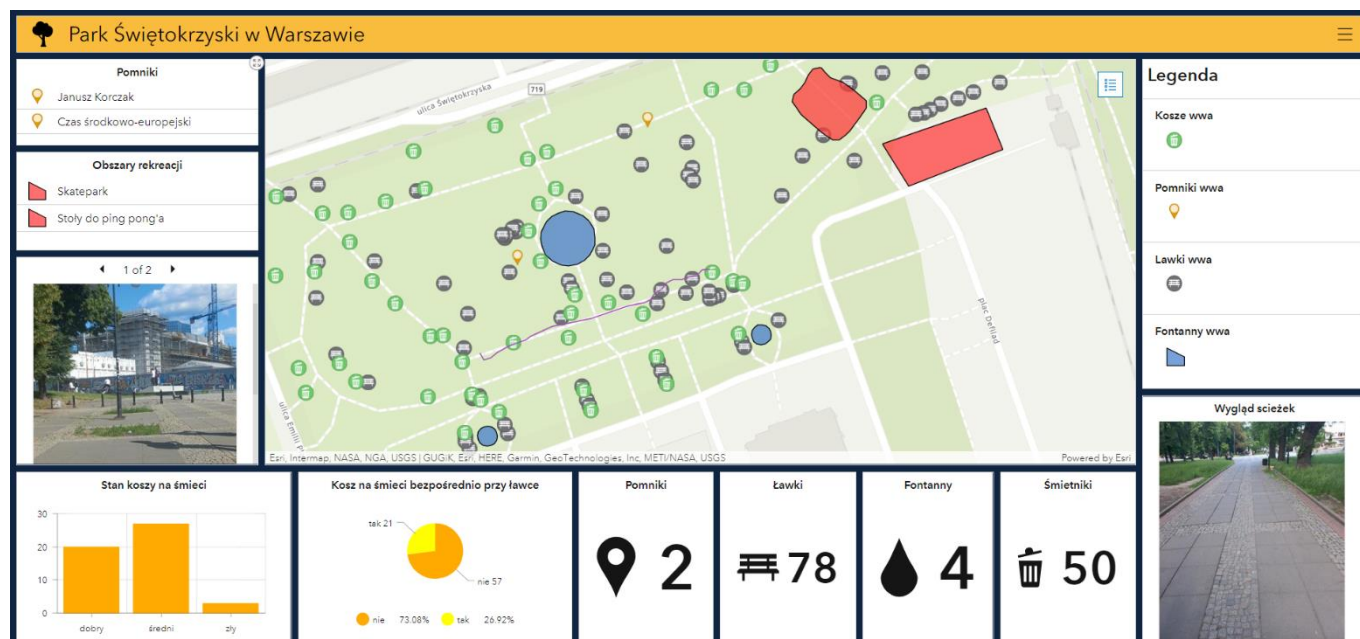 Park Świętokrzyski w Warszawie
Pomniki
Janusz Korczak
Czas środkowo-europejski
Obszary rekreacji
Skatepark
Stoły do ping pong'a
1 of 2
ulica Świętokrzyska
719
plac Defilad
ulica Emilii
Esri, Intermap, NASA, NGA, USGS | GUGiK, Esri, HERE, Garmin, GeoTechnologies, Inc, METI/NASA, USGS
Powered by Esri
Legenda
Kosze wwa
Pomniki wwa
Ławki wwa
Fontanny wwa
Wygląd scieżek
Stan koszy na śmieci
30
20
10
0
dobry
średni
zły
Kosz na śmieci bezpośrednio przy ławce
tak 21
nie 57
nie 73.08%
tak 26.92%
Pomniki
2
Ławki
78
Fontanny
4
Śmietniki
50